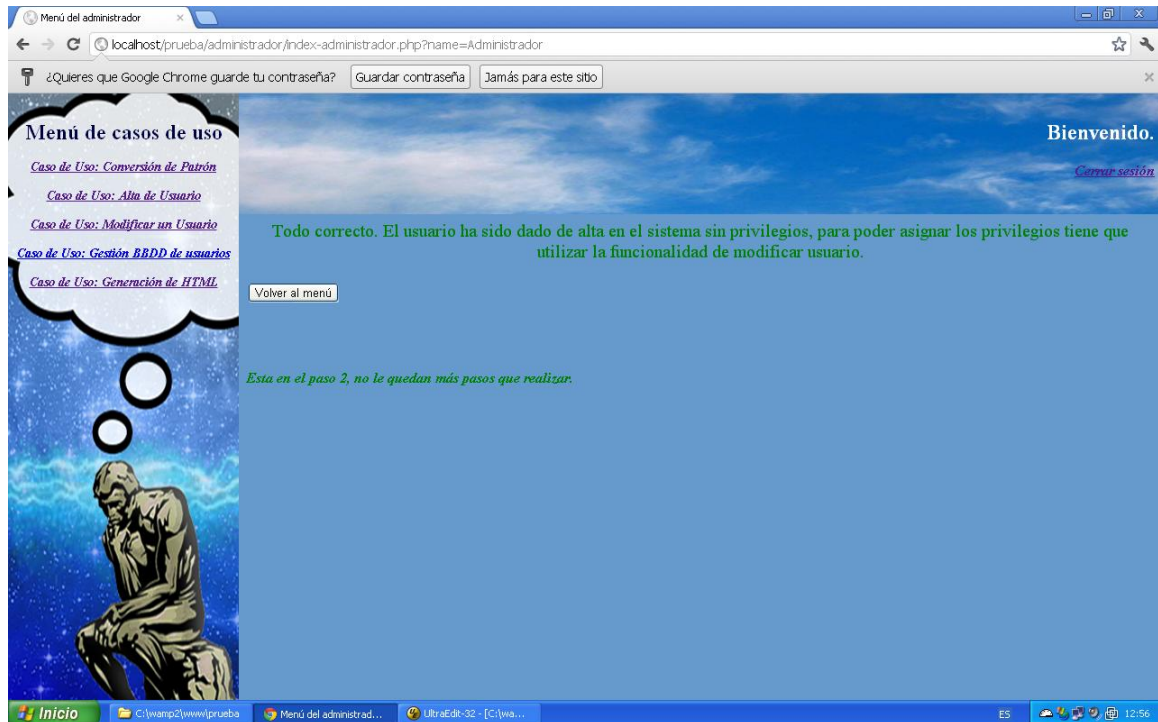 Menú del administrador
localhost/prueba/administrador/index-administrador.php?name=Administrador
¿Quieres que Google Chrome guarde tu contraseña? Guardar contraseña Jamás para este sitio
Menú de casos de uso
Caso de Uso: Conversión de Patrón
Caso de Uso: Alta de Usuario
Caso de Uso: Modificar un Usuario
Caso de Uso: Gestión BBDD de usuarios
Caso de Uso: Generación de HTML
Bienvenido.
Cerrar sesión
Todo correcto. El usuario ha sido dado de alta en el sistema sin privilegios, para poder asignar los privilegios tiene que
utilizar la funcionalidad de modificar usuario.
Volver al menú
Esta en el paso 2, no le quedan más pasos que realizar.
Inicio C:\wamp2\www\prueba Menú del administrad... UltraEdit-32 - [C:\wa... ES 12:56